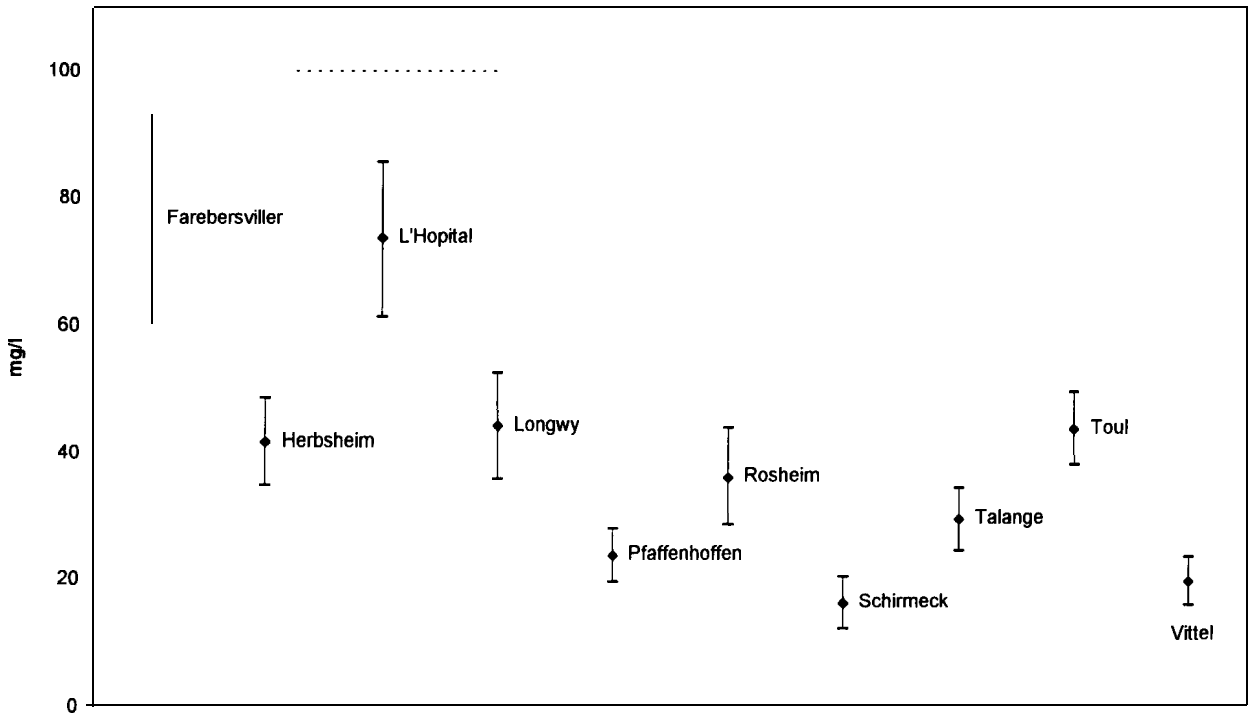 100
80
Farebersviller
L'Hopital
60
mg/l
Herbsheim
Longwy
Toul
40
Rosheim
Talange
Pfaffenhoffen
20
Schirmeck
Vittel
0